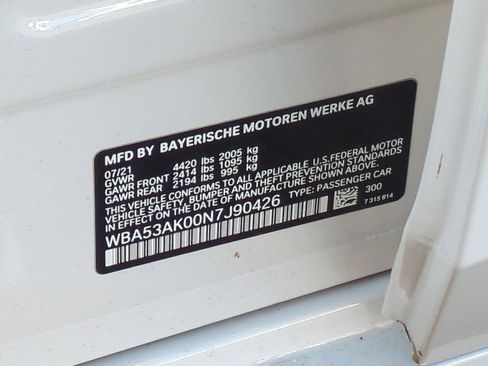 MFD BY BAYERISCHE MOTOREN WERKE AG
07/21
GVWR 4420 lbs 2005 kg
GAWR FRONT 2414 lbs 1095 kg
GAWR REAR 2194 lbs 995 kg
THIS VEHICLE CONFORMS TO ALL APPLICABLE U.S. FEDERAL MOTOR
VEHICLE SAFETY, BUMPER AND THEFT PREVENTION STANDARDS
IN EFFECT ON THE DATE OF MANUFACTURE SHOWN ABOVE.
WBA53AK00N7J90426 TYPE: PASSENGER CAR
300
7 315 814